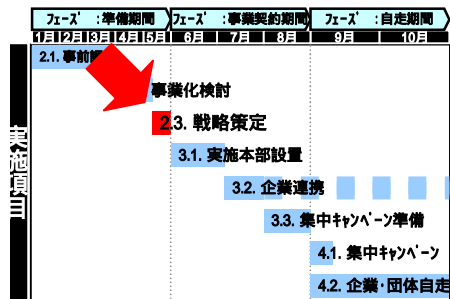 ﾌｪｰｽﾞ :準備期間 ﾌｪｰｽﾞ :事業契約期間 ﾌｪｰｽﾞ :自走期間
1月 2月 3月 4月 5月 6月 7月 8月 9月 10月
2.1. 事前
事業化検討
2.3. 戦略策定
3.1. 実施本部設置
3.2. 企業連携
3.3. 集中ｷｬﾝﾍﾟｰﾝ準備
4.1. 集中ｷｬﾝﾍﾟｰﾝ
4.2. 企業･団体自走
実施項目